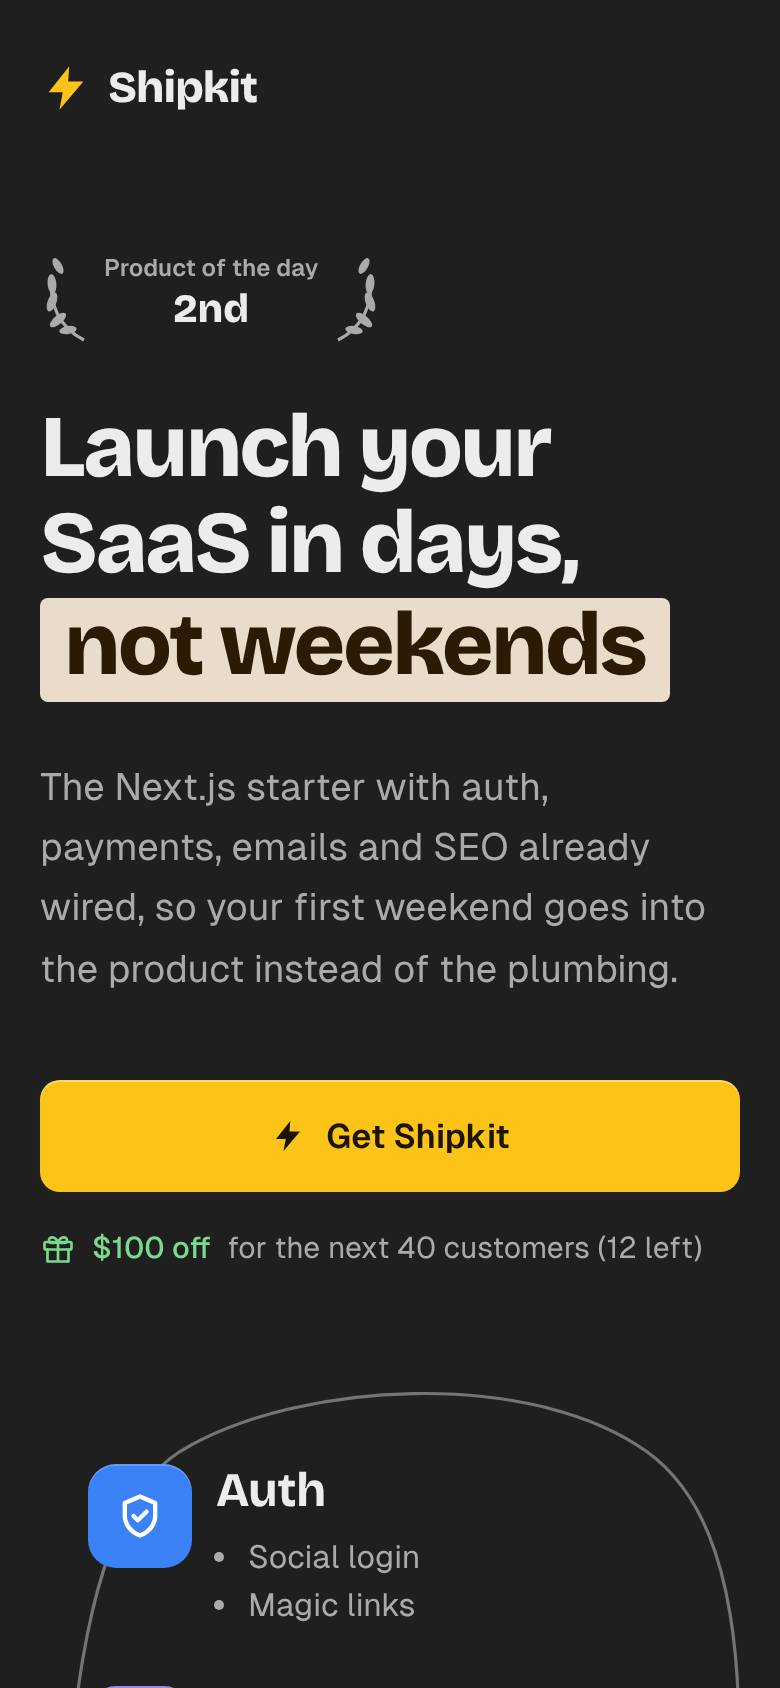 Shipkit
Product of the day
2nd
Launch your
SaaS in days,
not weekends
The Next.js starter with auth,
payments, emails and SEO already
wired, so your first weekend goes into
the product instead of the plumbing.
Get Shipkit
$100 off for the next 40 customers (12 left)
Auth
• Social login
• Magic links